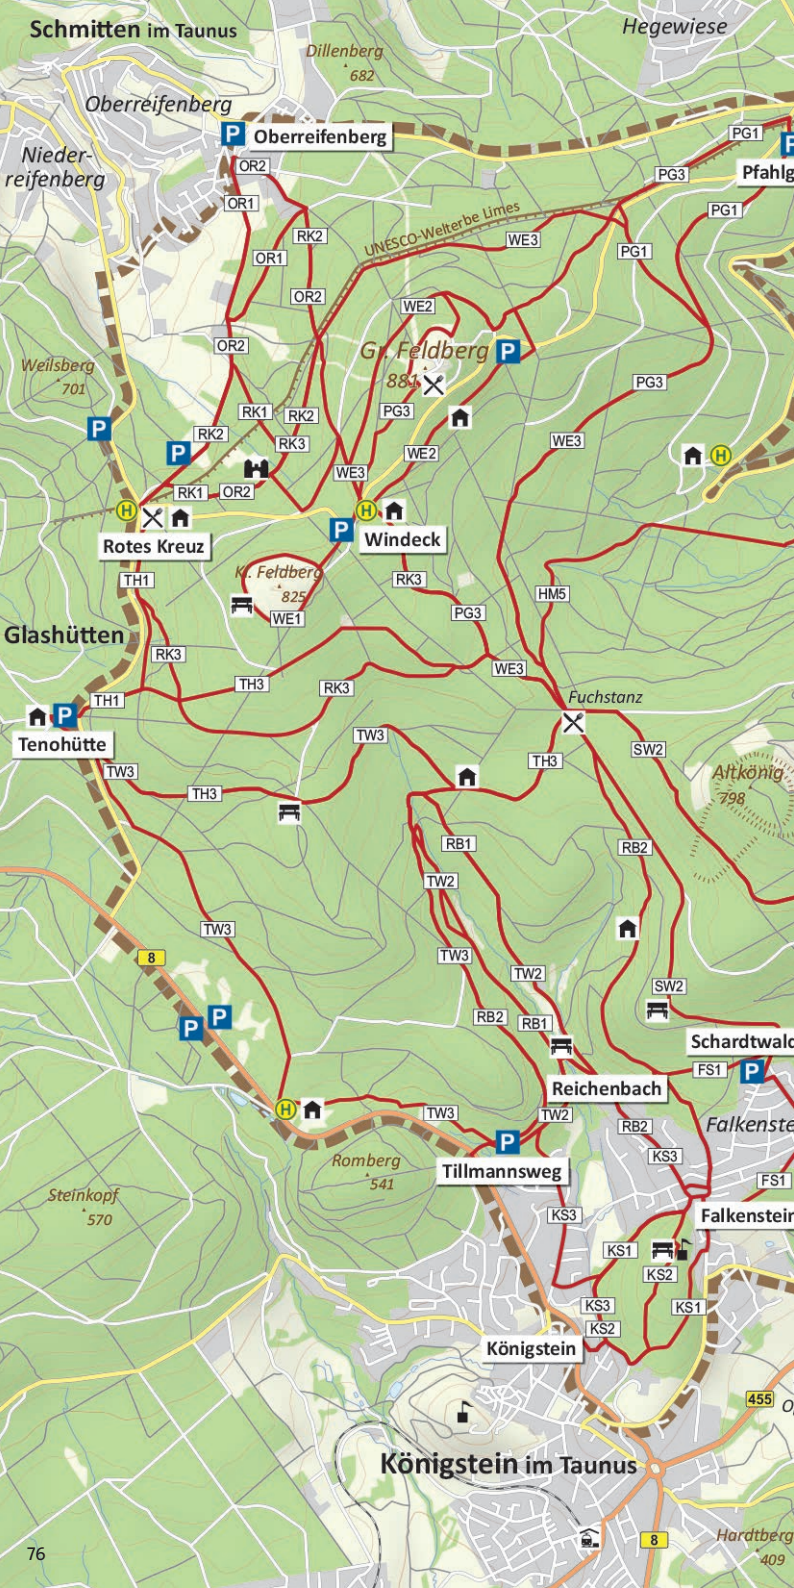 Schmitten im Taunus
Hegewiese
Dillenberg
682
Oberreifenberg
P
Oberreifenberg
PG1
Nieder-
reifenberg
P
Pfahlg
OR2
PG3
OR1
PG1
UNESCO-Welterbe Limes
RK2
WE3
PG1
OR1
OR2
WE2
OR2
Gr. Feldberg
P
881
Weilsberg
701
PG3
RK1
RK2
PG3
P
RK2
RK3
WE3
P
WE2
H
WE3
RK1
OR2
H
H
P
Windeck
Rotes Kreuz
Kl. Feldberg
825
TH1
RK3
HM5
WE1
PG3
Glashütten
RK3
WE3
TH3
RK3
TH1
Fuchstanz
P
Tenohütte
TW3
SW2
TH3
TW3
Altkönig
798
TH3
RB1
RB2
TW2
TW3
TW3
8
TW2
SW2
P
P
RB2
RB1
Schardtwald
FS1
P
Reichenbach
H
TW3
TW2
RB2
Falkenste
P
KS3
Romberg
541
Tillmannsweg
FS1
Steinkopf
570
KS3
Falkenstein
KS1
KS2
KS3
KS1
KS2
Königstein
455
O
Königstein im Taunus
Hardtberg
409
8
76